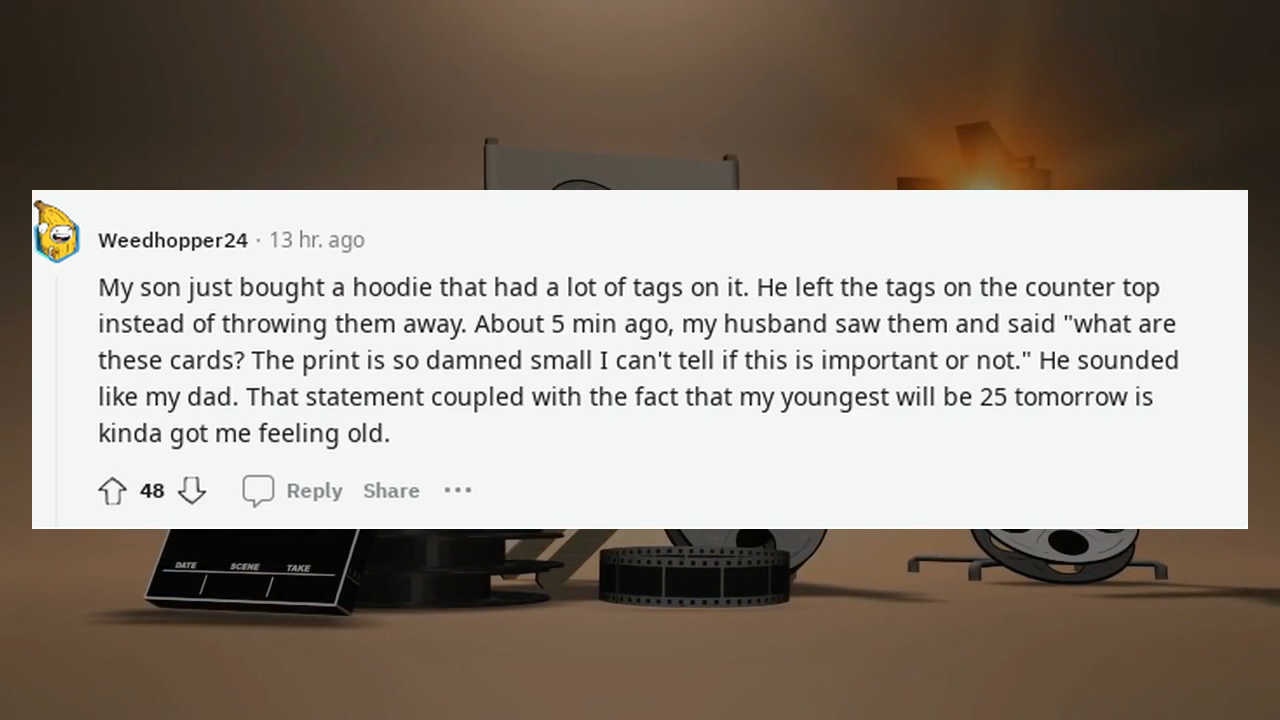 Weedhopper24 · 13 hr. ago
My son just bought a hoodie that had a lot of tags on it. He left the tags on the counter top
instead of throwing them away. About 5 min ago, my husband saw them and said "what are
these cards? The print is so damned small I can't tell if this is important or not." He sounded
like my dad. That statement coupled with the fact that my youngest will be 25 tomorrow is
kinda got me feeling old.
48 Reply Share ···
DATE SCENE TAKE